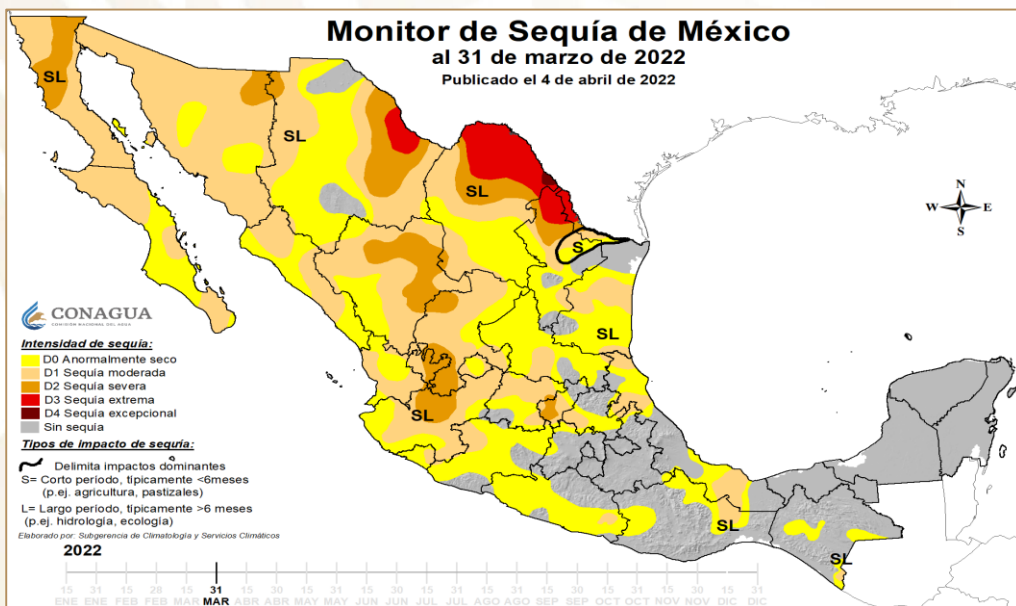 Monitor de Sequía de México
al 31 de marzo de 2022
Publicado el 4 de abril de 2022
SL
SL
SL
S
SL
SL
SL
SL
N
W E
S
CONAGUA
COMISIÓN NACIONAL DEL AGUA
Intensidad de sequía:
D0 Anormalmente seco
D1 Sequía moderada
D2 Sequía severa
D3 Sequía extrema
D4 Sequía excepcional
Sin sequía
Tipos de impacto de sequía:
Delimita impactos dominantes
S= Corto período, típicamente <6meses
(p.ej. agricultura, pastizales)
L= Largo período, típicamente >6 meses
(p.ej. hidrología, ecología)
Elaborado por: Subgerencia de Climatología y Servicios Climáticos
2022
15 31 15 28 15 31 15 30 15 31 15 30 15 31 15 31 15 30 15 31 15 30 15 31
ENE ENE FEB FEB MAR MAR ABR ABR MAY MAY JUN JUN JUL JUL AGO AGO SEP SEP OCT OCT NOV NOV DIC DIC